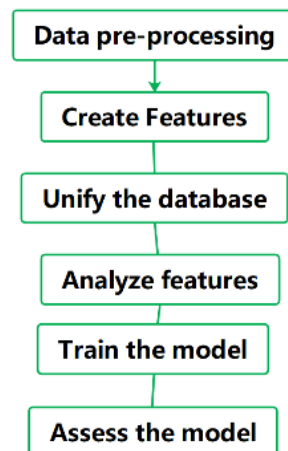 Data pre-processing
Create Features
Unify the database
Analyze features
Train the model
Assess the model